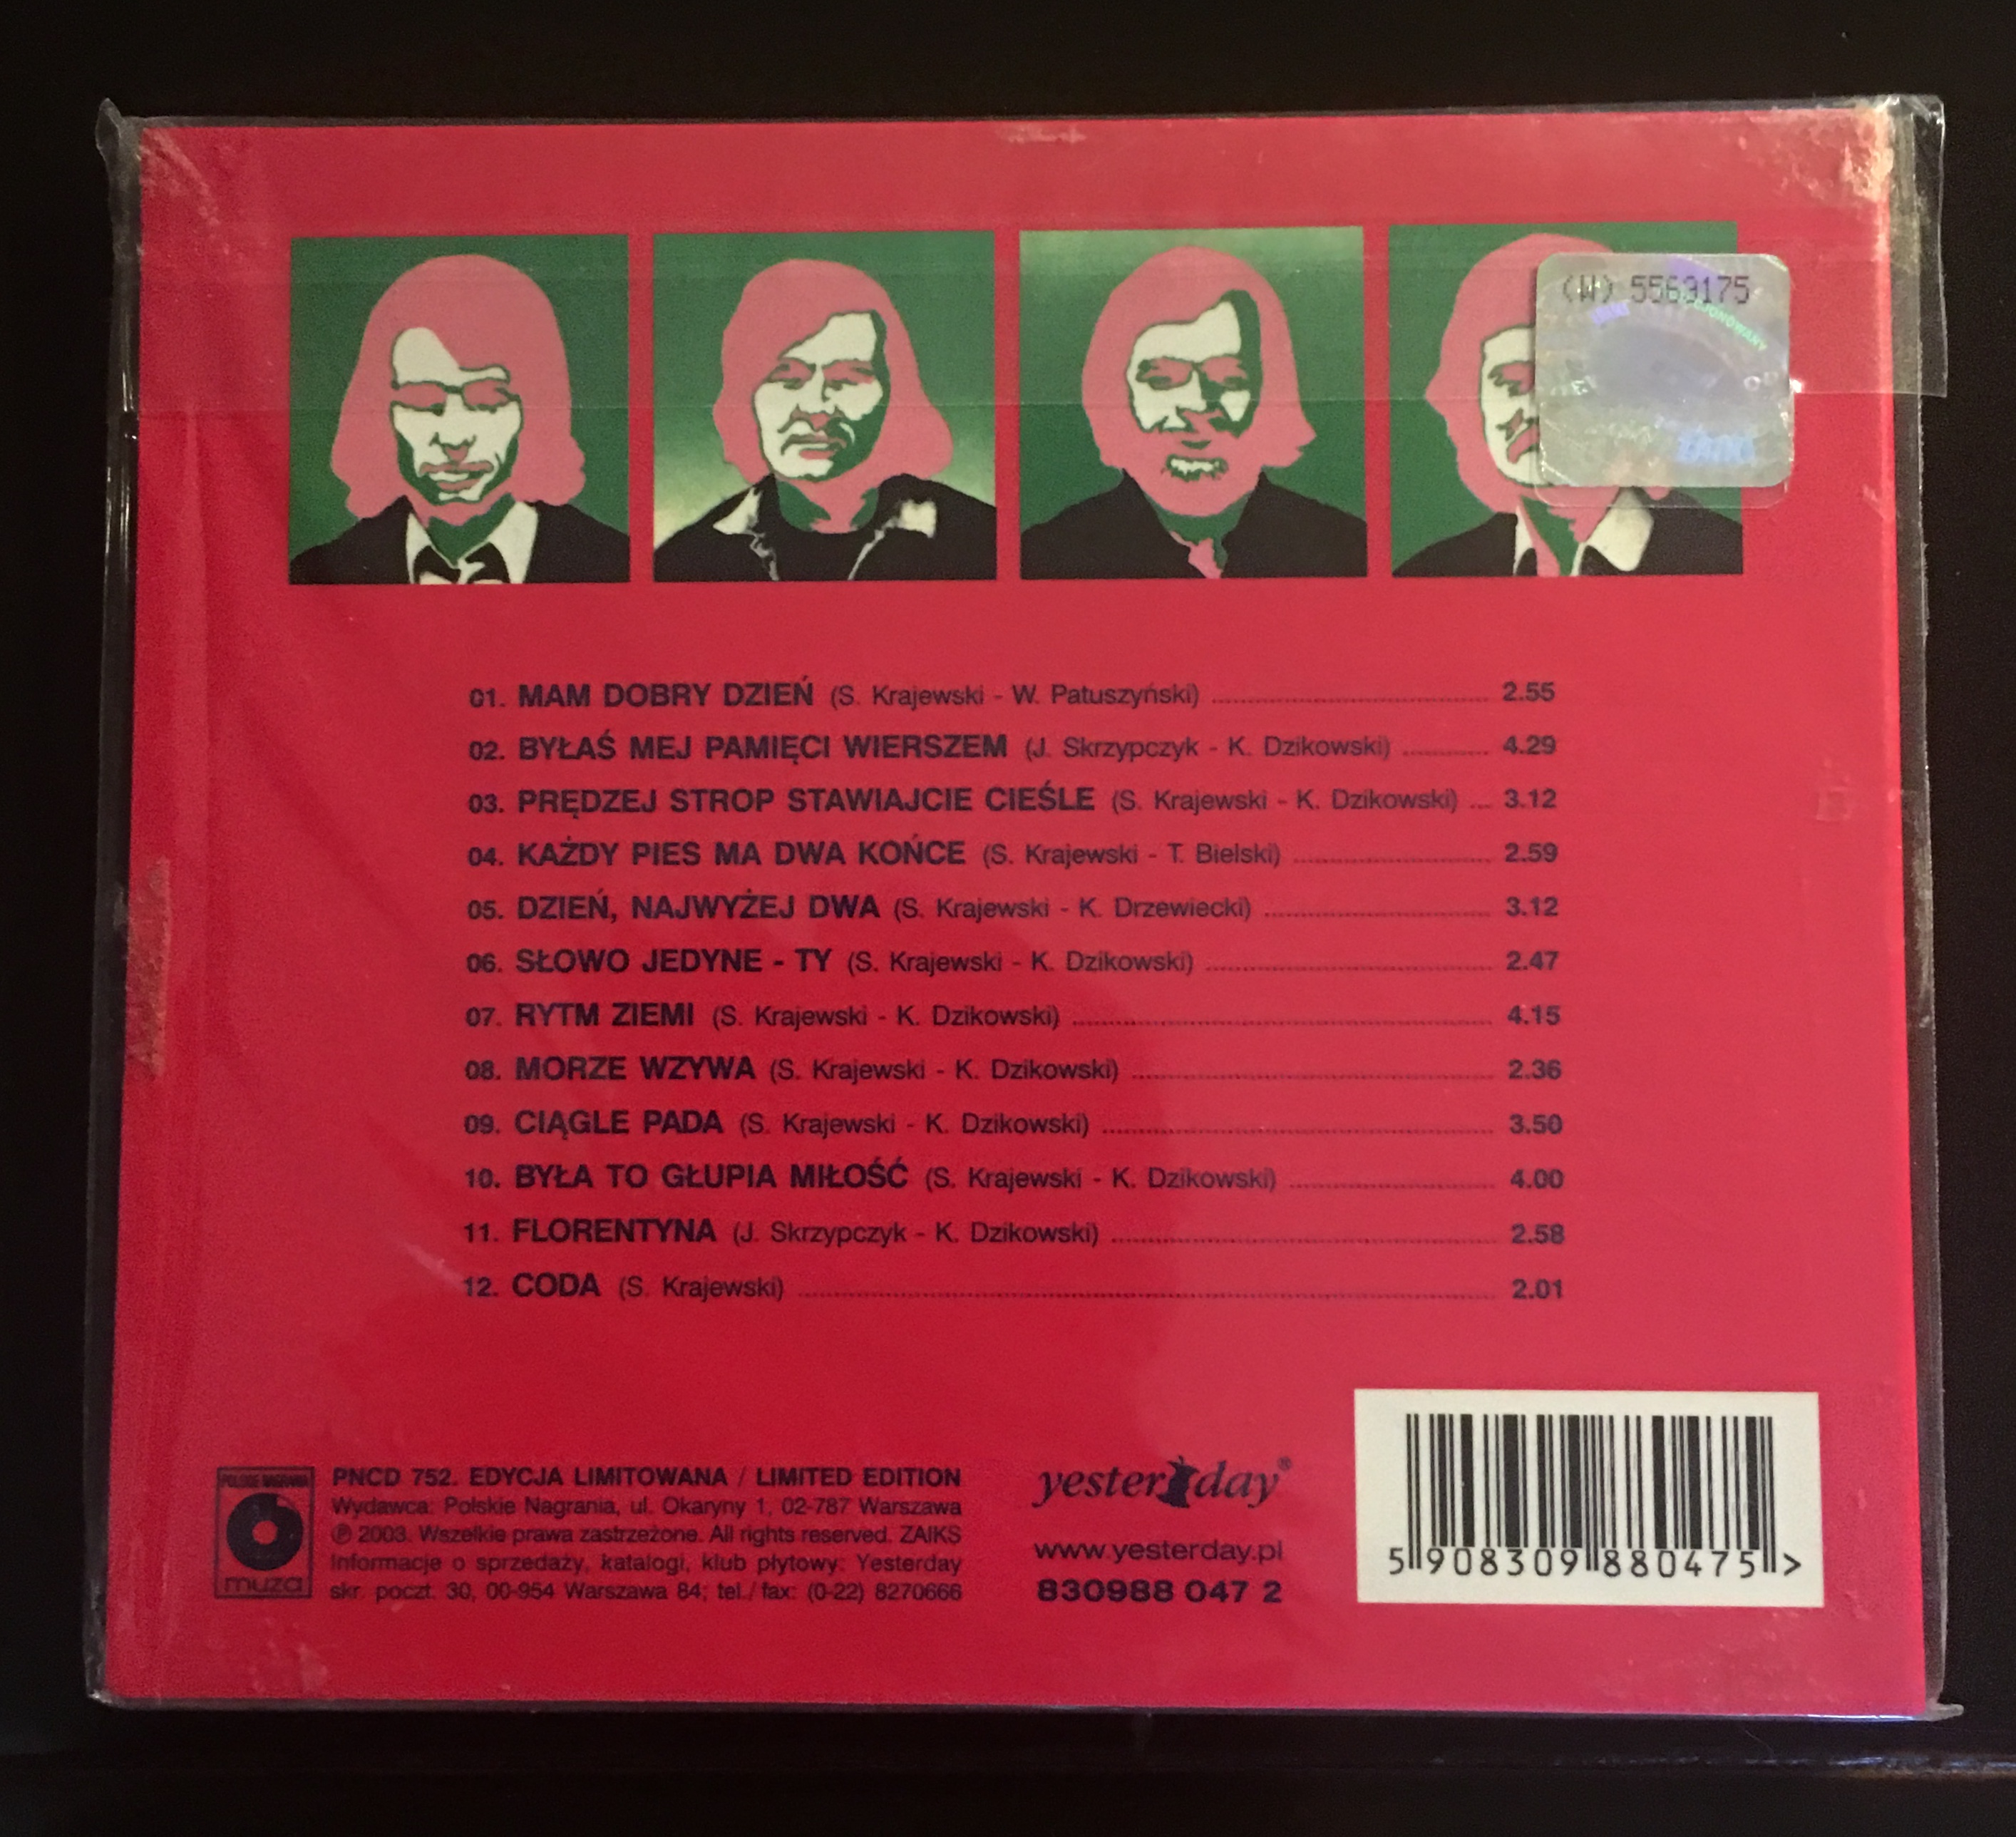 (W) 5563175
ZAIKS
01. MAM DOBRY DZIEŃ (S. Krajewski - W. Patuszyński) 2.55
02. BYŁAŚ MEJ PAMIĘCI WIERSZEM (J. Skrzypczyk - K. Dzikowski) 4.29
03. PRĘDZEJ STROP STAWIAJCIE CIEŚLE (S. Krajewski - K. Dzikowski) ... 3.12
04. KAŻDY PIES MA DWA KOŃCE (S. Krajewski - T. Bielski) 2.59
05. DZIEŃ, NAJWYŻEJ DWA (S. Krajewski - K. Drzewiecki) 3.12
06. SŁOWO JEDYNE - TY (S. Krajewski - K. Dzikowski) 2.47
07. RYTM ZIEMI (S. Krajewski - K. Dzikowski) 4.15
08. MORZE WZYWA (S. Krajewski - K. Dzikowski) 2.36
09. CIĄGLE PADA (S. Krajewski - K. Dzikowski) 3.50
10. BYŁA TO GŁUPIA MIŁOŚĆ (S. Krajewski - K. Dzikowski) 4.00
11. FLORENTYNA (J. Skrzypczyk - K. Dzikowski) 2.58
12. CODA (S. Krajewski) 2.01
POLSKIE NAGRANIA
muza
PNCD 752. EDYCJA LIMITOWANA / LIMITED EDITION
Wydawca: Polskie Nagrania, ul. Okaryny 1, 02-787 Warszawa
℗ 2003. Wszelkie prawa zastrzeżone. All rights reserved. ZAIKS
Informacje o sprzedaży, katalogi, klub płytowy: Yesterday
skr. poczt. 30, 00-954 Warszawa 84; tel./ fax: (0-22) 8270666
yesterday®
www.yesterday.pl
830988 047 2
5 908309 880475 >